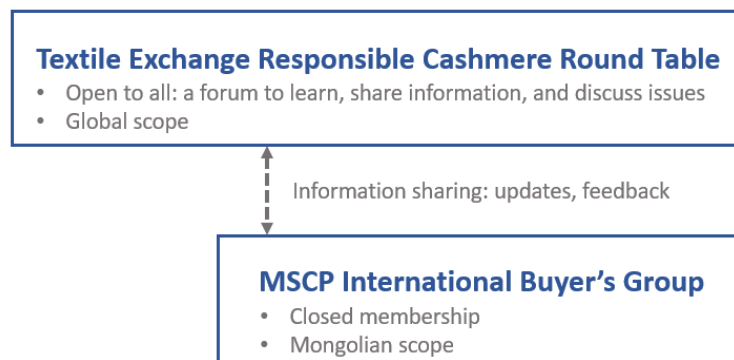 Textile Exchange Responsible Cashmere Round Table
• Open to all: a forum to learn, share information, and discuss issues
• Global scope
Information sharing: updates, feedback
MSCP International Buyer's Group
• Closed membership
• Mongolian scope